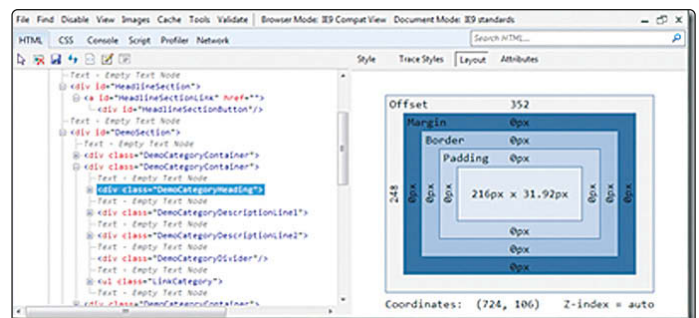 File Find Disable View Images Cache Tools Validate | Browser Mode: IE9 Compat View Document Mode: IE9 standards
HTML CSS Console Script Profiler Network Search HTML...
Style Trace Styles Layout Attributes
Text - Empty Text Node
<div id="HeadlineSection">
<a id="HeadlineSectionLink" href="">
<div id="HeadlineSectionButton"/>
Text - Empty Text Node
<div id="DemoSection">
Text - Empty Text Node
<div class="DemoCategoryContainer">
<div class="DemoCategoryContainer">
Text - Empty Text Node
<div class="DemoCategoryHeading">
Text - Empty Text Node
<div class="DemoCategoryDescriptionLine1">
Text - Empty Text Node
<div class="DemoCategoryDescriptionLine2">
Text - Empty Text Node
<div class="DemoCategoryDivider"/>
Text - Empty Text Node
<ul class="LinkCategory">
Text - Empty Text Node
<div class="DemoCategoryContainer">
Offset 352
Margin 0px
Border 0px
Padding 0px
248 0px 0px 0px 216px x 31.92px 0px 0px 0px
0px
0px
0px
Coordinates: (724, 106) Z-index = auto